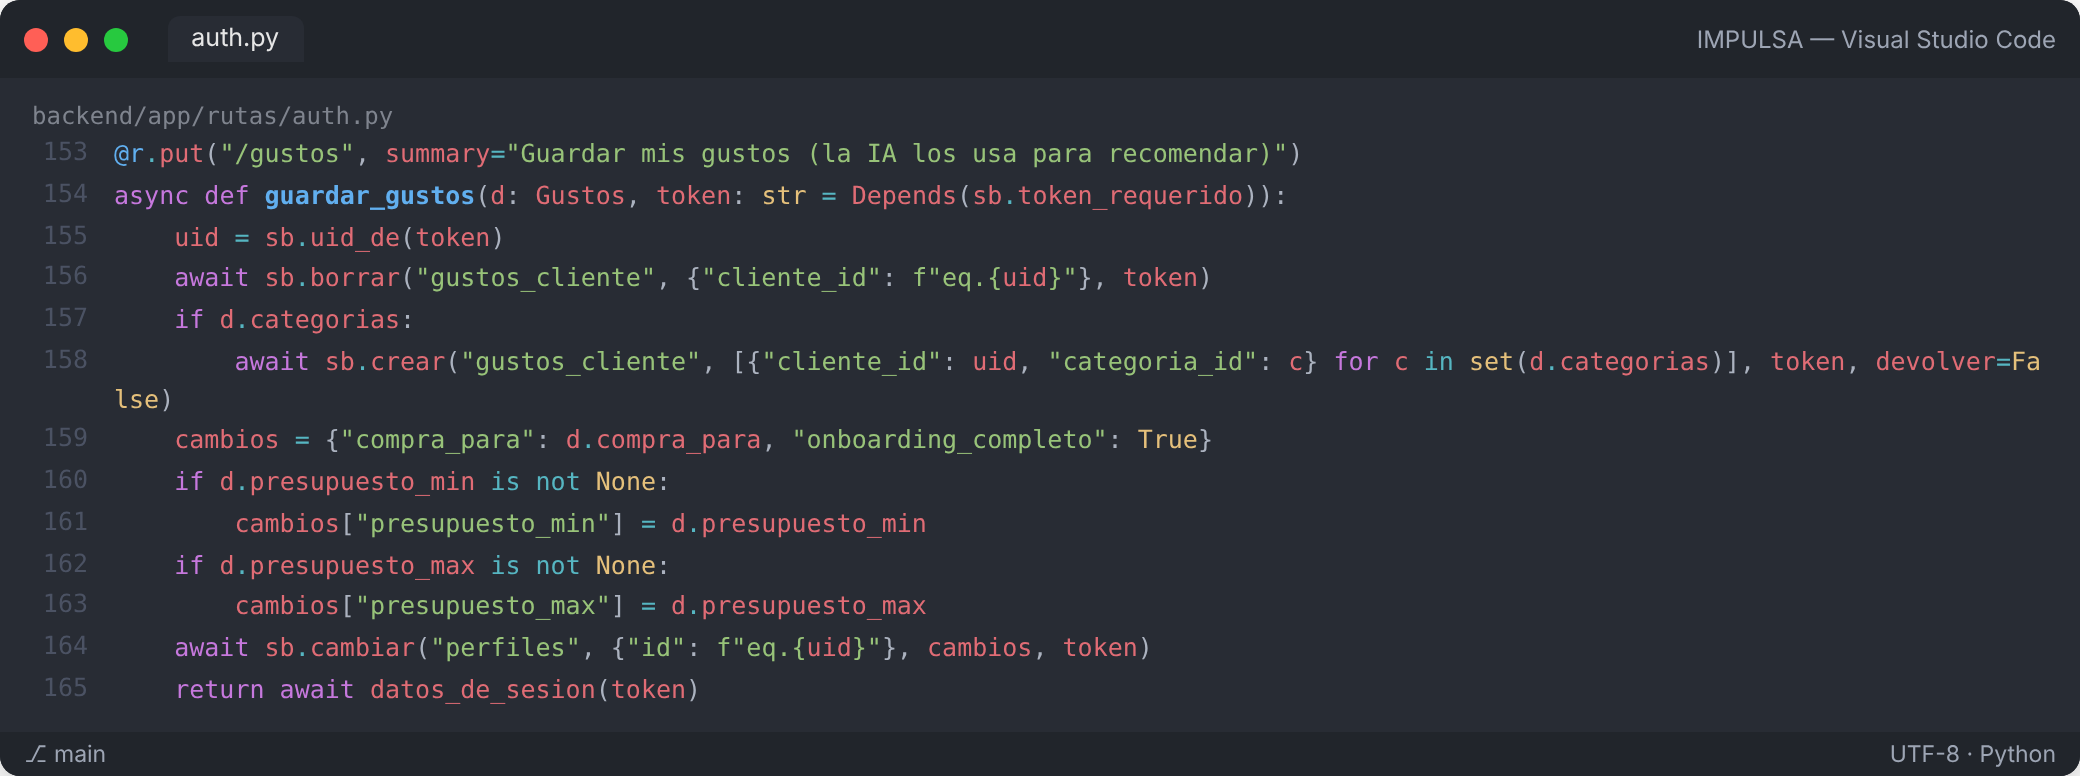 auth.py
IMPULSA — Visual Studio Code
backend/app/rutas/auth.py
153 @r.put("/gustos", summary="Guardar mis gustos (la IA los usa para recomendar)")
154 async def guardar_gustos(d: Gustos, token: str = Depends(sb.token_requerido)):
155     uid = sb.uid_de(token)
156     await sb.borrar("gustos_cliente", {"cliente_id": f"eq.{uid}"}, token)
157     if d.categorias:
158         await sb.crear("gustos_cliente", [{"cliente_id": uid, "categoria_id": c} for c in set(d.categorias)], token, devolver=Fa
lse)
159     cambios = {"compra_para": d.compra_para, "onboarding_completo": True}
160     if d.presupuesto_min is not None:
161         cambios["presupuesto_min"] = d.presupuesto_min
162     if d.presupuesto_max is not None:
163         cambios["presupuesto_max"] = d.presupuesto_max
164     await sb.cambiar("perfiles", {"id": f"eq.{uid}"}, cambios, token)
165     return await datos_de_sesion(token)
⎇ main
UTF-8 · Python